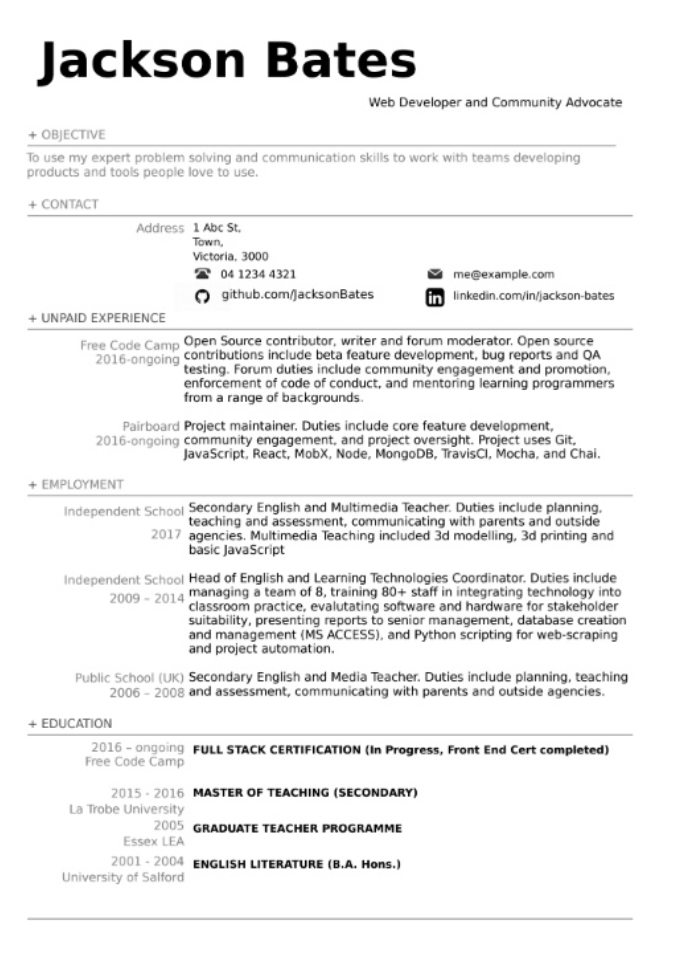 Jackson Bates
Web Developer and Community Advocate
+ OBJECTIVE
To use my expert problem solving and communication skills to work with teams developing
products and tools people love to use.
+ CONTACT
Address 1 Abc St,
Town,
Victoria, 3000
04 1234 4321 me@example.com
github.com/JacksonBates linkedin.com/in/jackson-bates
+ UNPAID EXPERIENCE
Free Code Camp Open Source contributor, writer and forum moderator. Open source
2016-ongoing contributions include beta feature development, bug reports and QA
testing. Forum duties include community engagement and promotion,
enforcement of code of conduct, and mentoring learning programmers
from a range of backgrounds.
Pairboard Project maintainer. Duties include core feature development,
2016-ongoing community engagement, and project oversight. Project uses Git,
JavaScript, React, MobX, Node, MongoDB, TravisCI, Mocha, and Chai.
+ EMPLOYMENT
Independent School Secondary English and Multimedia Teacher. Duties include planning,
teaching and assessment, communicating with parents and outside
2017 agencies. Multimedia Teaching included 3d modelling, 3d printing and
basic JavaScript
Independent School Head of English and Learning Technologies Coordinator. Duties include
managing a team of 8, training 80+ staff in integrating technology into
2009 – 2014 classroom practice, evalutating software and hardware for stakeholder
suitability, presenting reports to senior management, database creation
and management (MS ACCESS), and Python scripting for web-scraping
and project automation.
Public School (UK) Secondary English and Media Teacher. Duties include planning, teaching
2006 – 2008 and assessment, communicating with parents and outside agencies.
+ EDUCATION
2016 – ongoing FULL STACK CERTIFICATION (In Progress, Front End Cert completed)
Free Code Camp
2015 - 2016 MASTER OF TEACHING (SECONDARY)
La Trobe University
2005 GRADUATE TEACHER PROGRAMME
Essex LEA
2001 - 2004 ENGLISH LITERATURE (B.A. Hons.)
University of Salford